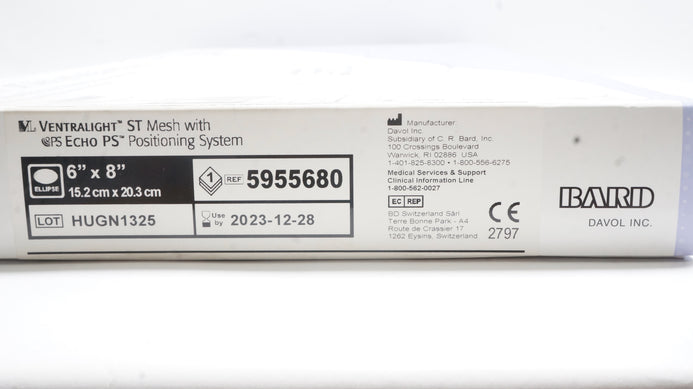 VL VENTRALIGHT™ ST Mesh with
PS ECHO PS™ Positioning System
ELLIPSE
6" x 8"
15.2 cm x 20.3 cm
1
REF 5955680
LOT HUGN1325
Use by 2023-12-28
Manufacturer:
Davol Inc.
Subsidiary of C. R. Bard, Inc.
100 Crossings Boulevard
Warwick, RI 02886 USA
1-401-825-8300 • 1-800-556-6275
Medical Services & Support
Clinical Information Line
1-800-562-0027
EC REP
BD Switzerland Sàrl
Terre Bonne Park - A4
Route de Crassier 17
1262 Eysins, Switzerland
CE
2797
BARD
DAVOL INC.